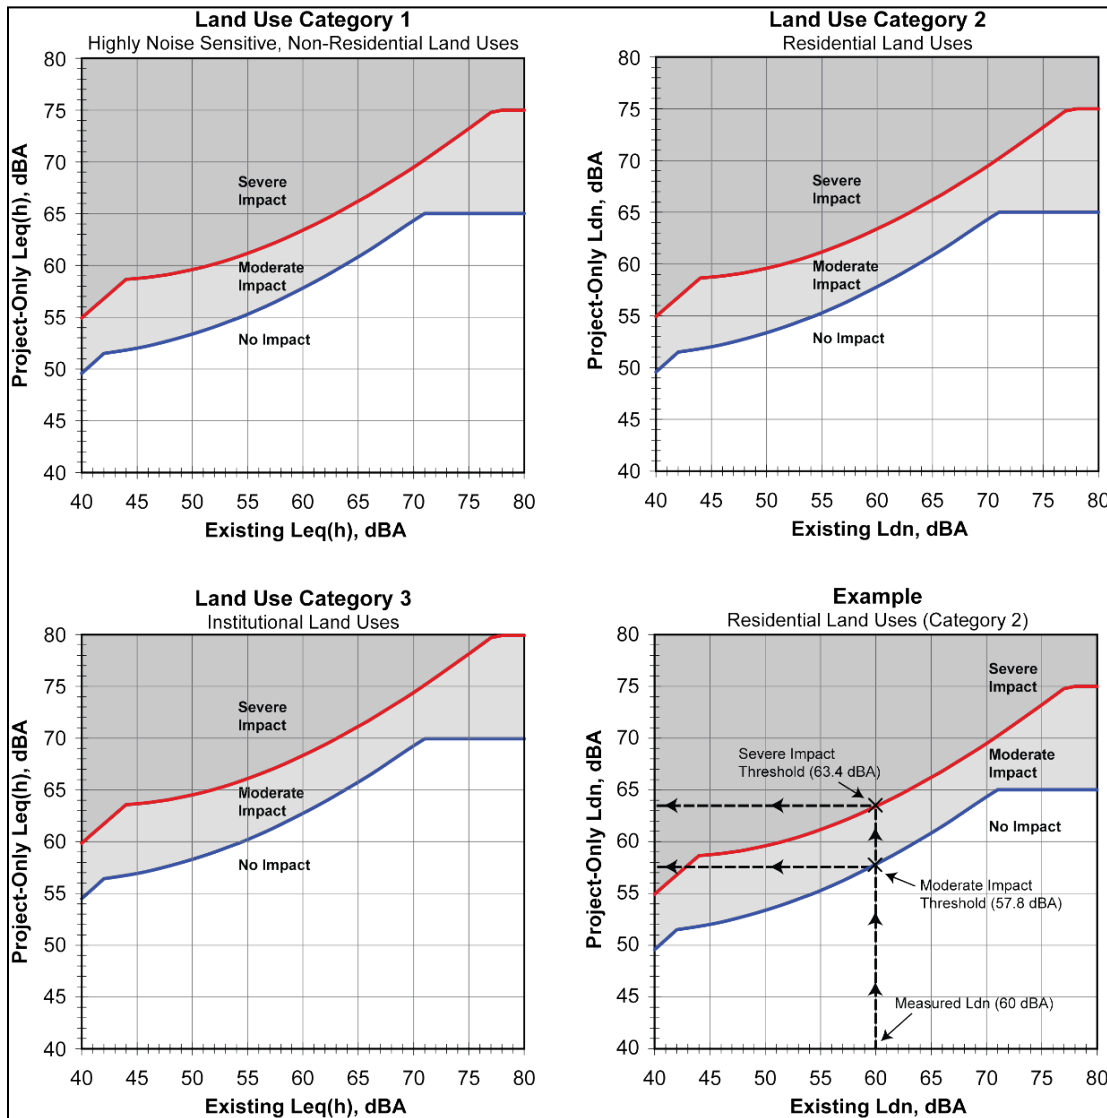 Land Use Category 1
Highly Noise Sensitive, Non-Residential Land Uses
80
75
70
65
60
55
50
45
40
Project-Only Leq(h), dBA
Severe
Impact
Moderate
Impact
No Impact
40 45 50 55 60 65 70 75 80
Existing Leq(h), dBA
Land Use Category 2
Residential Land Uses
80
75
70
65
60
55
50
45
40
Project-Only Ldn, dBA
Severe
Impact
Moderate
Impact
No Impact
40 45 50 55 60 65 70 75 80
Existing Ldn, dBA
Land Use Category 3
Institutional Land Uses
80
75
70
65
60
55
50
45
40
Project-Only Leq(h), dBA
Severe
Impact
Moderate
Impact
No Impact
40 45 50 55 60 65 70 75 80
Existing Leq(h), dBA
Example
Residential Land Uses (Category 2)
80
75
70
65
60
55
50
45
40
Project-Only Ldn, dBA
Severe
Impact
Severe Impact
Threshold (63.4 dBA)
Moderate
Impact
No Impact
Moderate Impact
Threshold (57.8 dBA)
Measured Ldn (60 dBA)
40 45 50 55 60 65 70 75 80
Existing Ldn, dBA